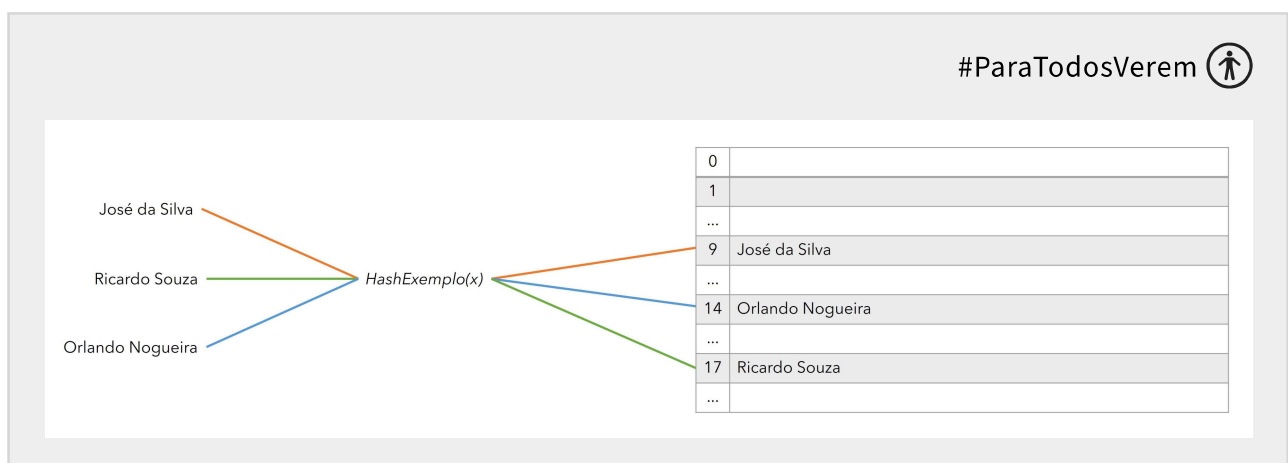 #ParaTodosVerem
José da Silva
Ricardo Souza
Orlando Nogueira
HashExemplo(x)
0
1
...
9 José da Silva
...
14 Orlando Nogueira
...
17 Ricardo Souza
...